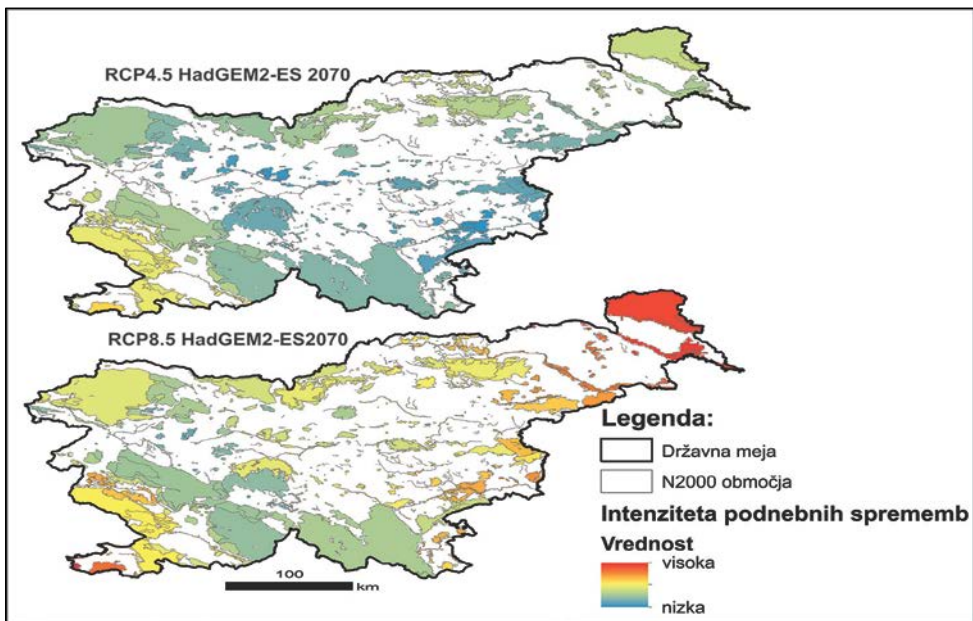 RCP4.5 HadGEM2-ES 2070
RCP8.5 HadGEM2-ES2070
Legenda:
Državna meja
N2000 območja
Intenziteta podnebnih sprememb
Vrednost
visoka
nizka
100
km